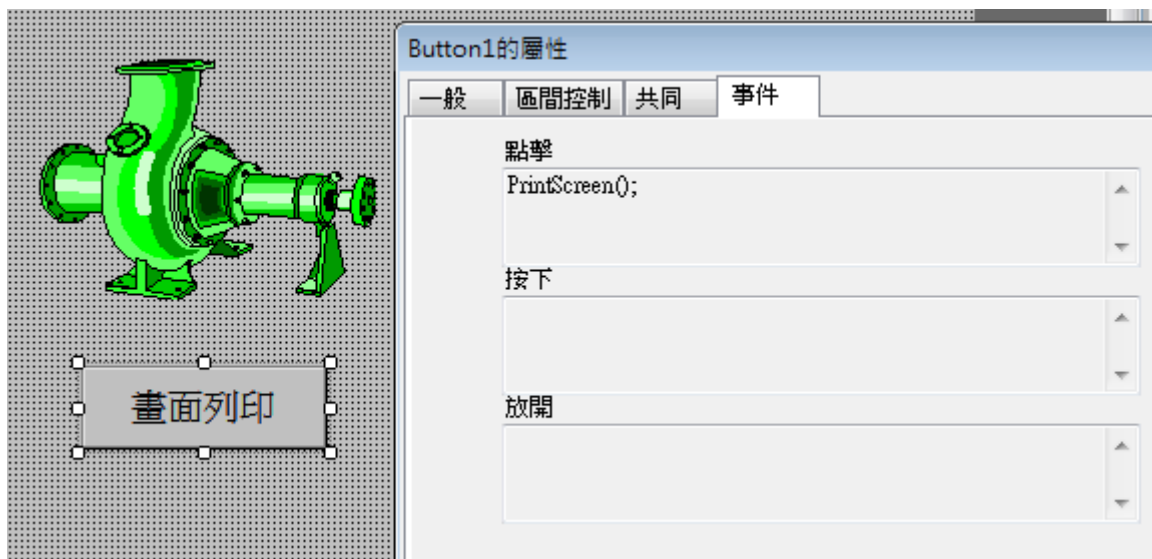 Button1的屬性
一般 區間控制 共同 事件
點擊
PrintScreen();
按下
放開
畫面列印